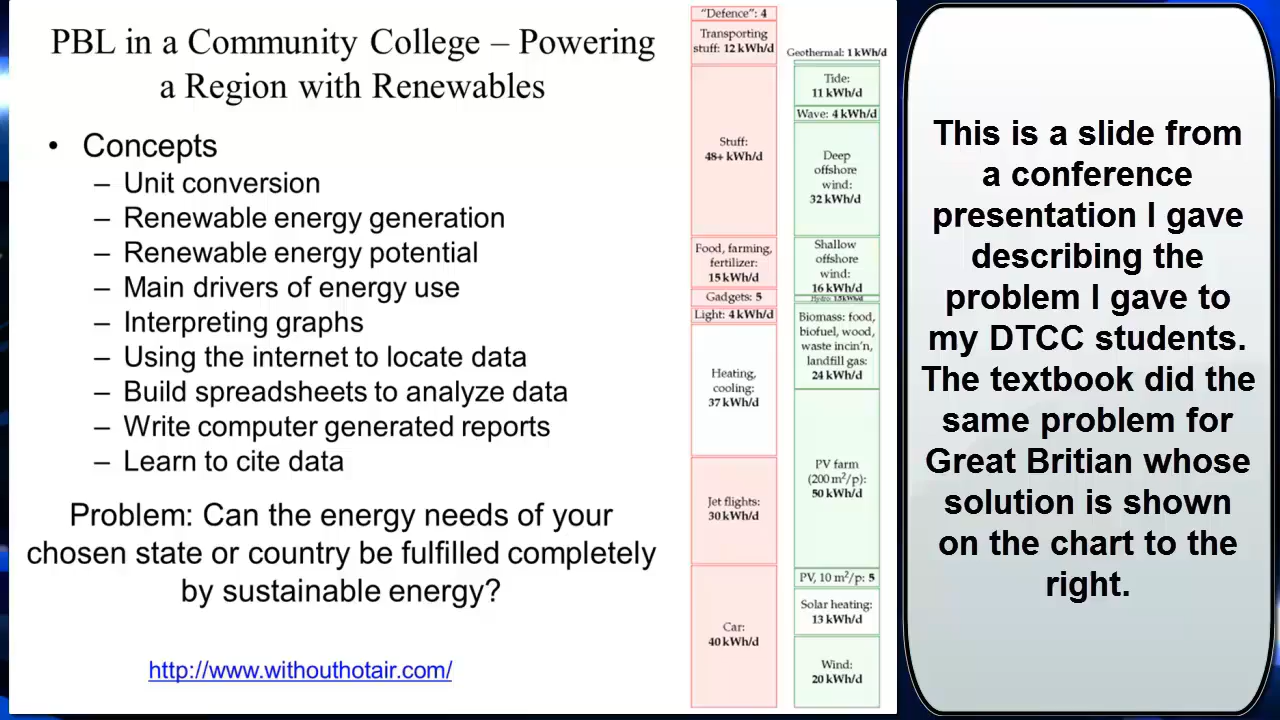 PBL in a Community College – Powering
a Region with Renewables
• Concepts
– Unit conversion
– Renewable energy generation
– Renewable energy potential
– Main drivers of energy use
– Interpreting graphs
– Using the internet to locate data
– Build spreadsheets to analyze data
– Write computer generated reports
– Learn to cite data
Problem: Can the energy needs of your
chosen state or country be fulfilled completely
by sustainable energy?
http://www.withouthotair.com/
“Defence”: 4
Transporting
stuff: 12 kWh/d
Stuff:
48+ kWh/d
Food, farming,
fertilizer:
15 kWh/d
Gadgets: 5
Light: 4 kWh/d
Heating,
cooling:
37 kWh/d
Jet flights:
30 kWh/d
Car:
40 kWh/d
Geothermal: 1 kWh/d
Tide:
11 kWh/d
Wave: 4 kWh/d
Deep
offshore
wind:
32 kWh/d
Shallow
offshore
wind:
16 kWh/d
Hydro: 1.5 kWh/d
Biomass: food,
biofuel, wood,
waste incin’n,
landfill gas:
24 kWh/d
PV farm
(200 m²/p):
50 kWh/d
PV, 10 m²/p: 5
Solar heating:
13 kWh/d
Wind:
20 kWh/d
This is a slide from
a conference
presentation I gave
describing the
problem I gave to
my DTCC students.
The textbook did the
same problem for
Great Britian whose
solution is shown
on the chart to the
right.